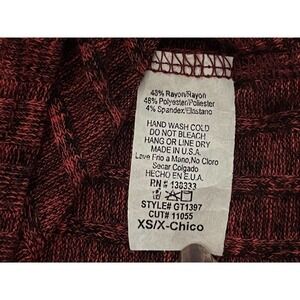 48% Rayon/Rayon
48% Polyester/Poliester
4% Spandex/Elastano
HAND WASH COLD
DO NOT BLEACH
HANG OR LINE DRY
MADE IN U.S.A.
Lave Frio a Mano, No Cloro
Secar Colgado
HECHO EN E.U.A.
RN# 138333
STYLE# GT1397
CUT# 11055
XS/X-Chico